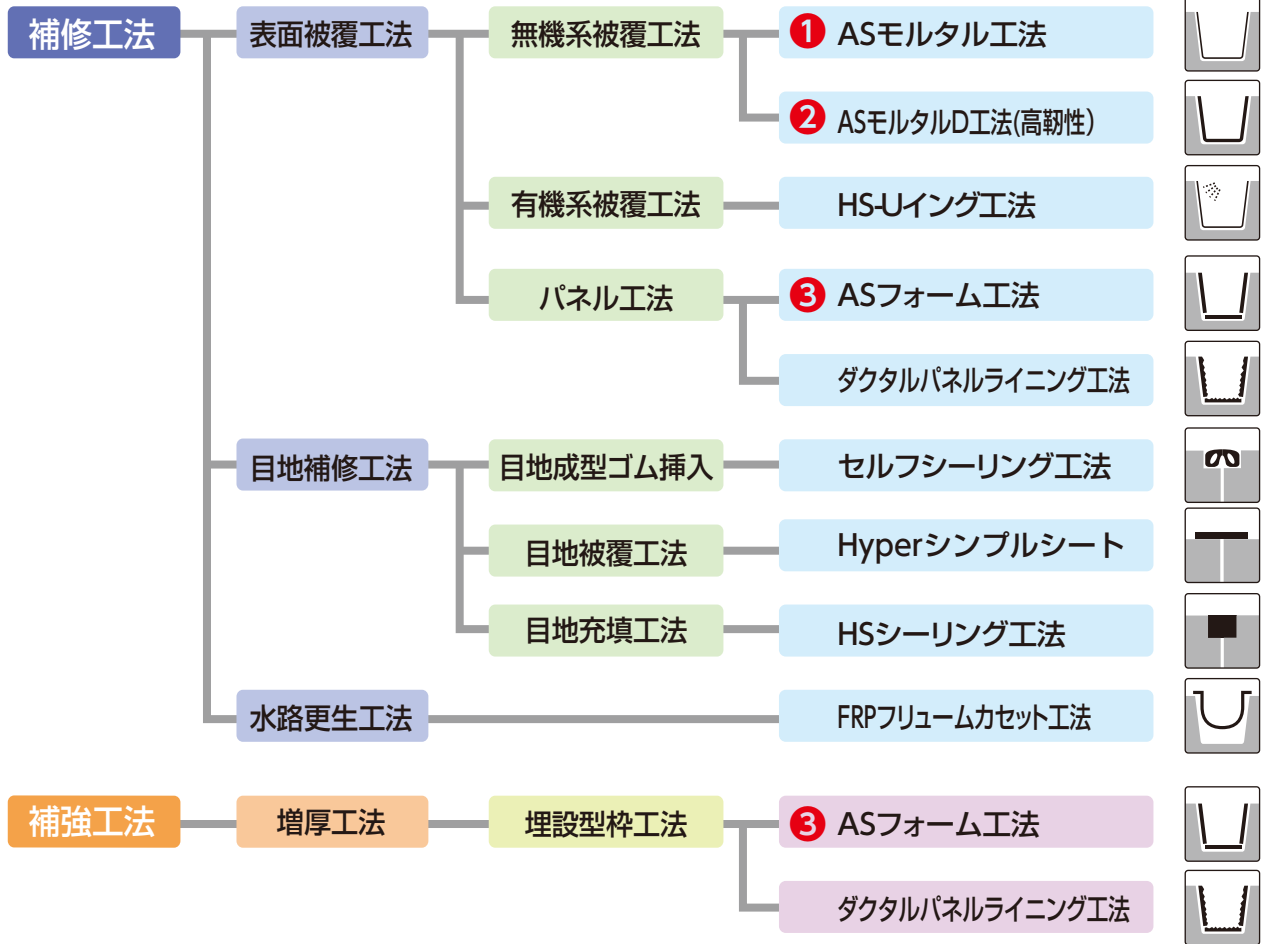 補修工法 表面被覆工法 無機系被覆工法 ❶ ASモルタル工法
❷ ASモルタルD工法(高靭性)
有機系被覆工法 HS-Uイング工法
パネル工法 ❸ ASフォーム工法
ダクタルパネルライニング工法
目地補修工法 目地成型ゴム挿入 セルフシーリング工法
目地被覆工法 Hyperシンプルシート
目地充填工法 HSシーリング工法
水路更生工法 FRPフリュームカセット工法
補強工法 増厚工法 埋設型枠工法 ❸ ASフォーム工法
ダクタルパネルライニング工法